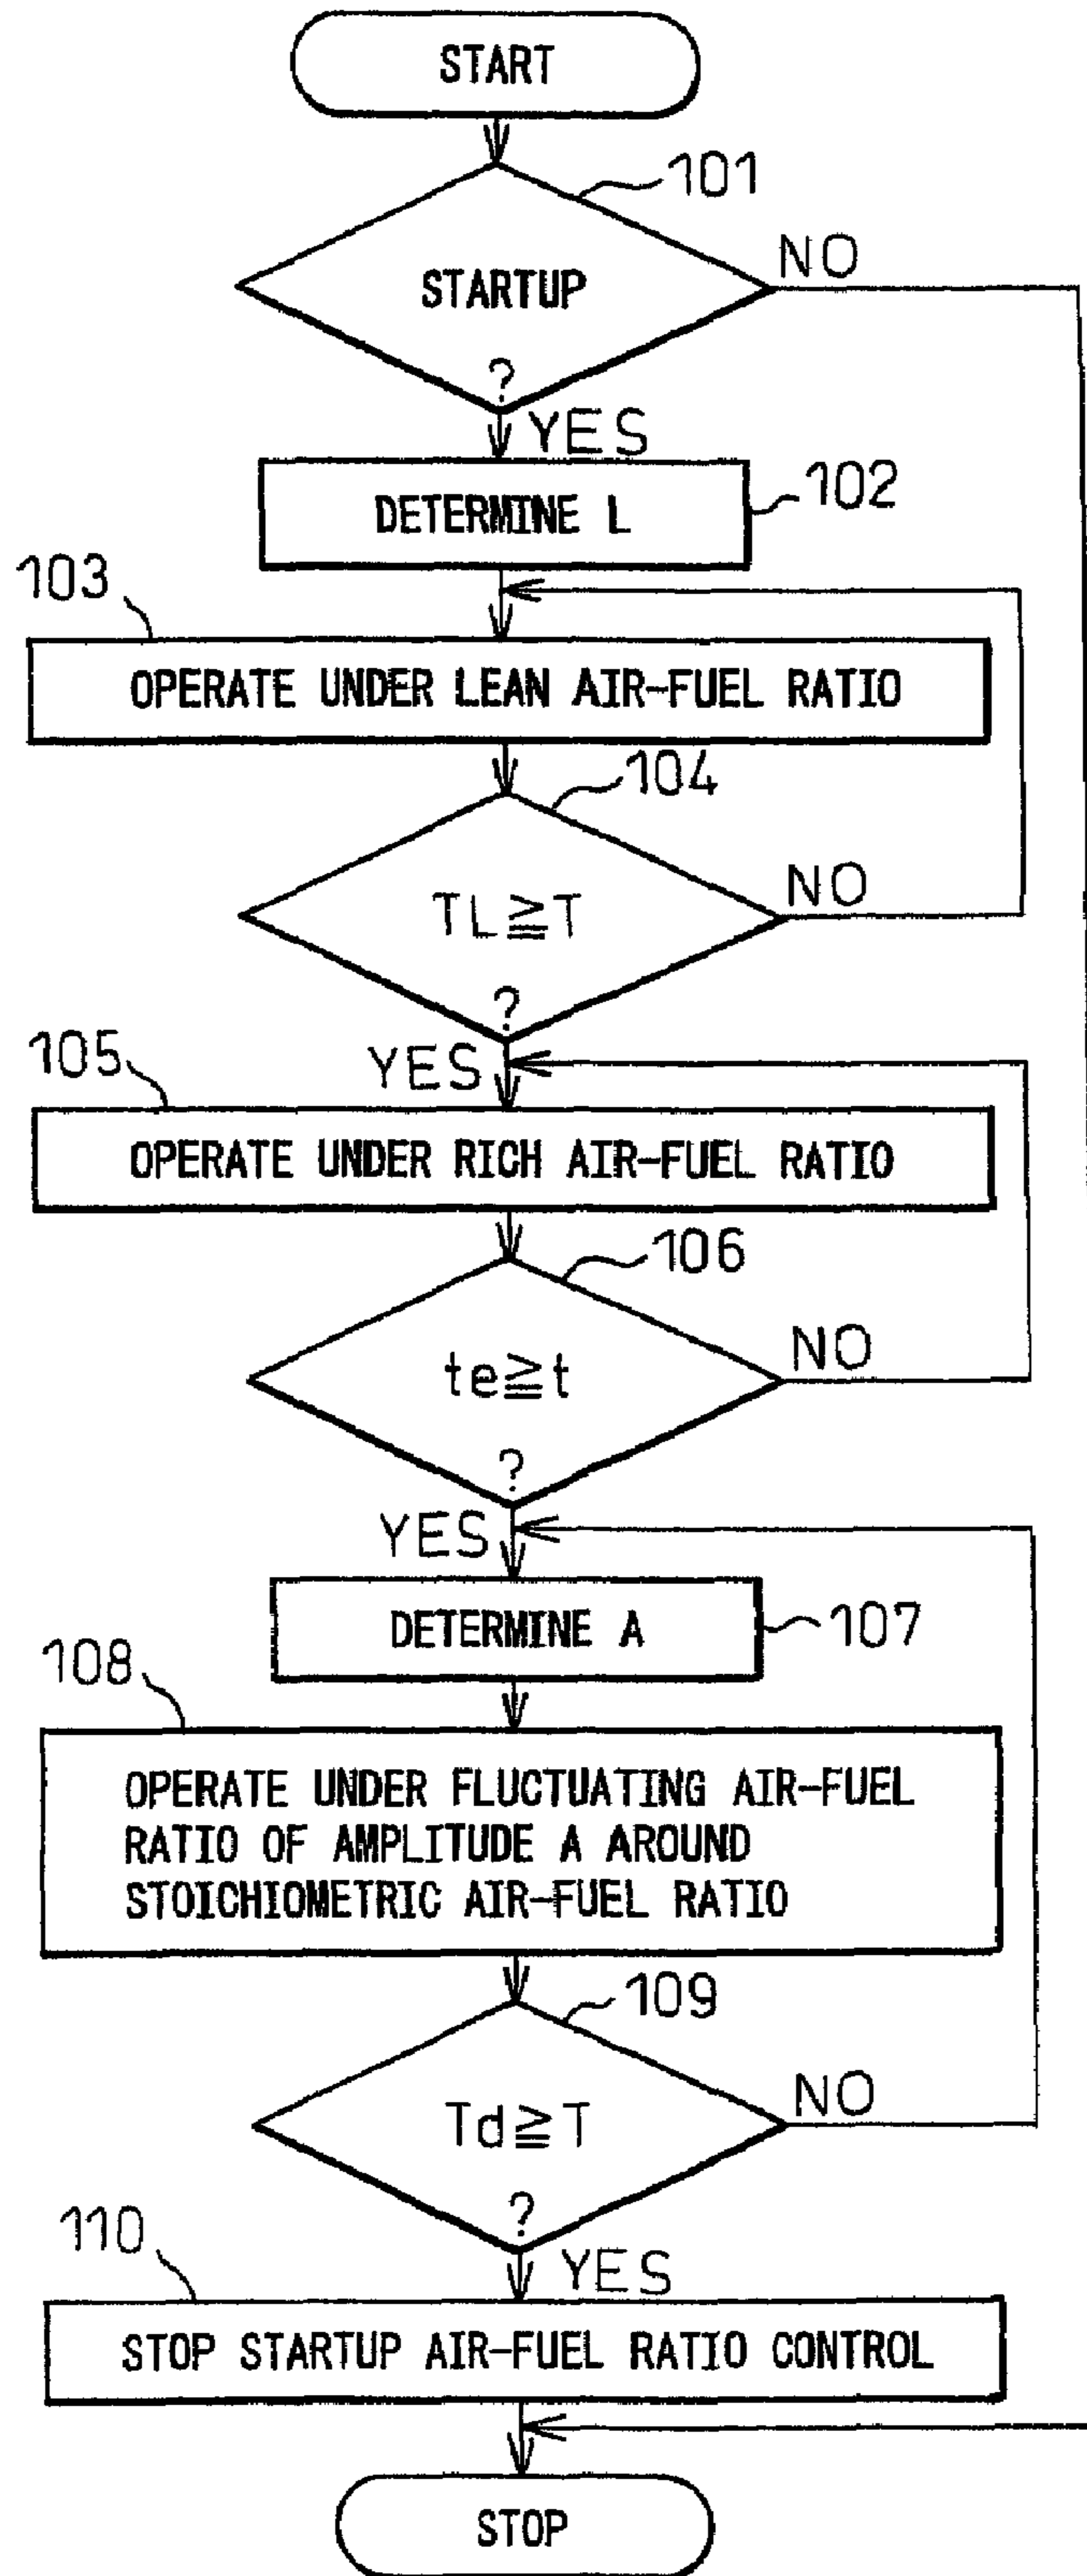 START
101
STARTUP
?
NO
YES
DETERMINE L
102
103
OPERATE UNDER LEAN AIR-FUEL RATIO
104
TL≧T
?
NO
YES
105
OPERATE UNDER RICH AIR-FUEL RATIO
106
te≧t
?
NO
YES
DETERMINE A
107
108
OPERATE UNDER FLUCTUATING AIR-FUEL
RATIO OF AMPLITUDE A AROUND
STOICHIOMETRIC AIR-FUEL RATIO
109
Td≧T
?
NO
YES
110
STOP STARTUP AIR-FUEL RATIO CONTROL
STOP